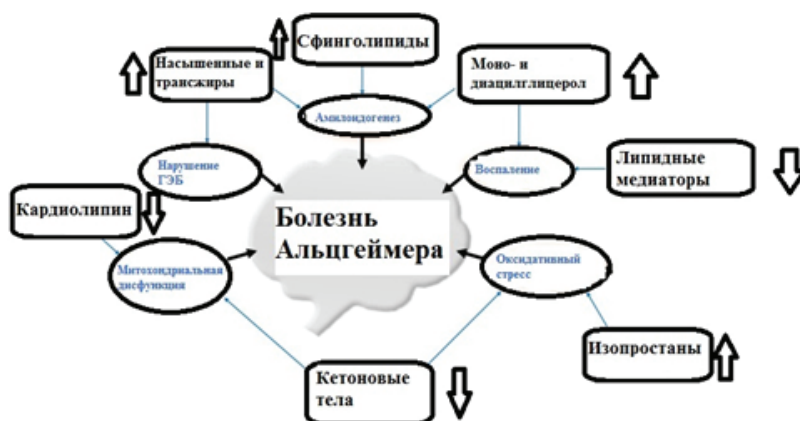 Сфинголипиды
Насышенные и
трансжиры
Моно- и
диацилглицерол
Амилоидогенез
Нарушение
ГЭБ
Воспаление
Липидные
медиаторы
Кардиолипин
Болезнь
Альцгеймера
Митохондриальная
дисфункция
Оксидативный
стресс
Изопростаны
Кетоновые
тела